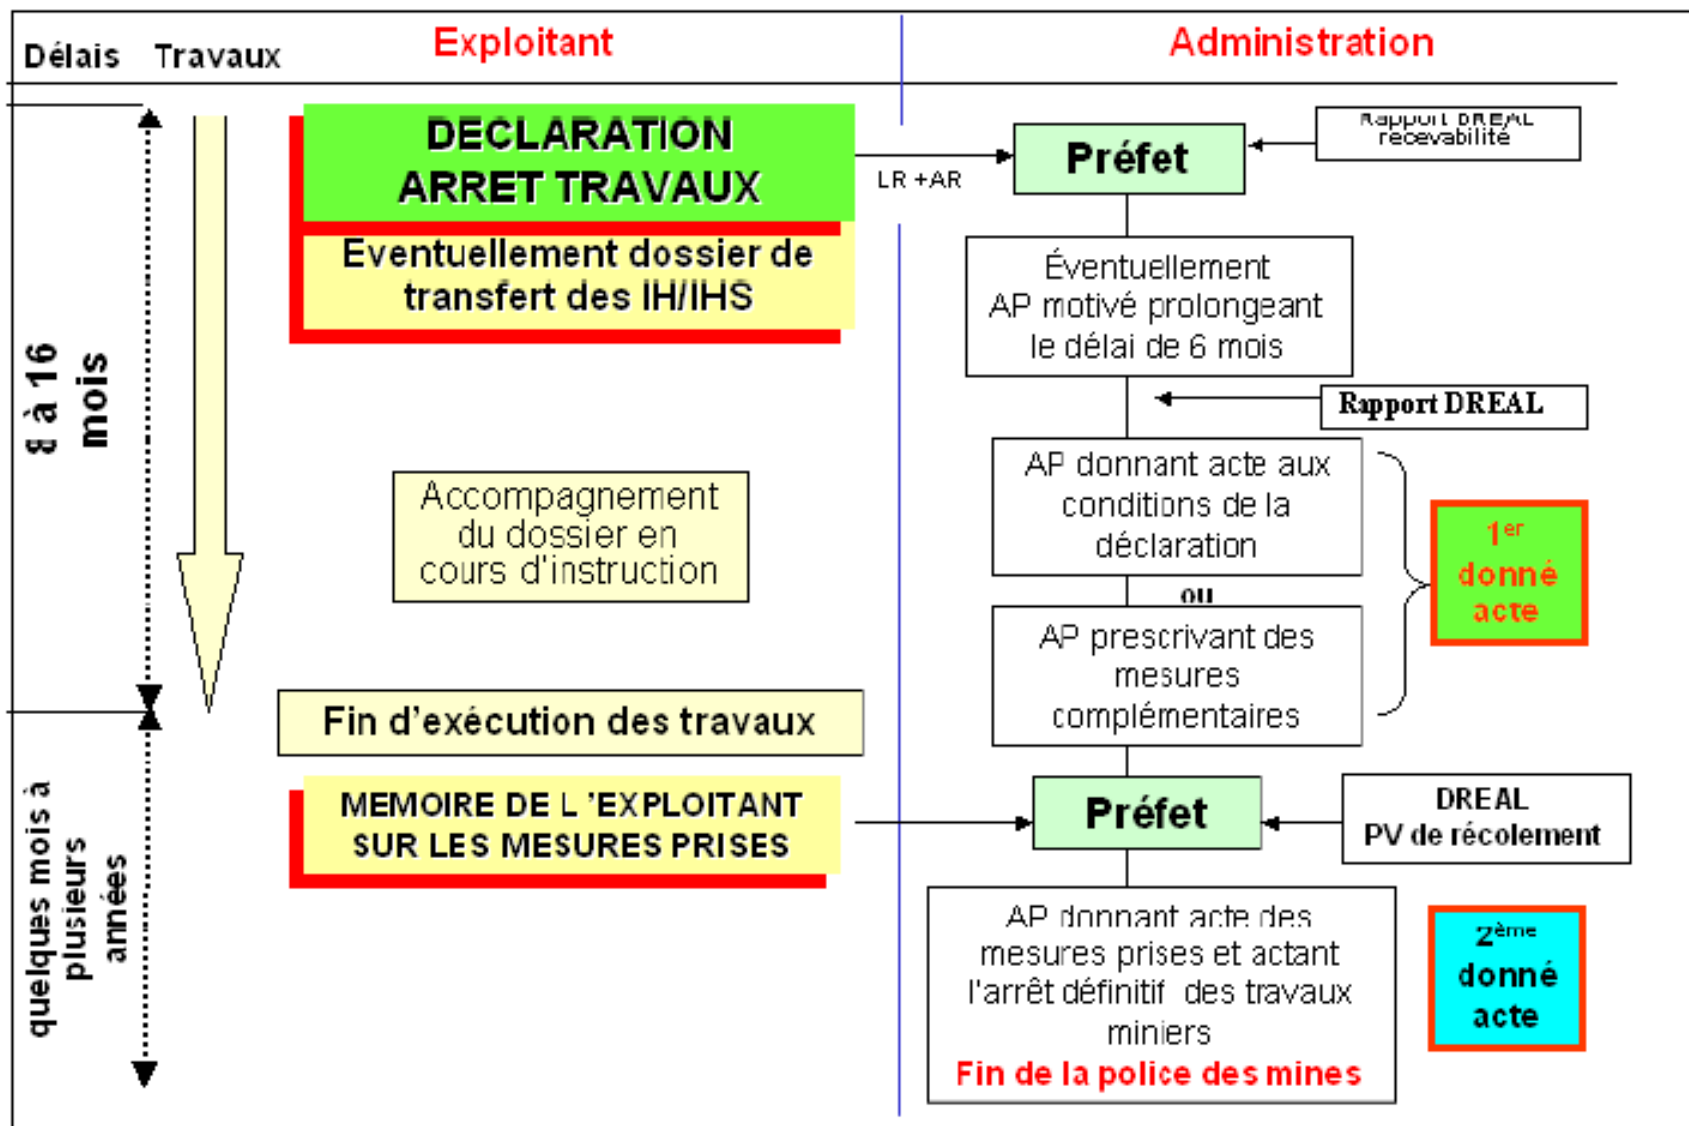 Délais
Travaux
Exploitant
Administration
DECLARATION
ARRET TRAVAUX
LR +AR
Préfet
Rapport DREAL
recevabilité
Eventuellement dossier de
transfert des IH/IHS
Éventuellement
AP motivé prolongeant
le délai de 6 mois
Rapport DREAL
8 à 16
mois
Accompagnement
du dossier en
cours d'instruction
AP donnant acte aux
conditions de la
déclaration
ou
AP prescrivant des
mesures
complémentaires
1er
donné
acte
Fin d'exécution des travaux
MEMOIRE DE L 'EXPLOITANT
SUR LES MESURES PRISES
Préfet
DREAL
PV de récolement
quelques mois à
plusieurs
années
AP donnant acte des
mesures prises et actant
l'arrêt définitif des travaux
miniers
Fin de la police des mines
2ème
donné
acte